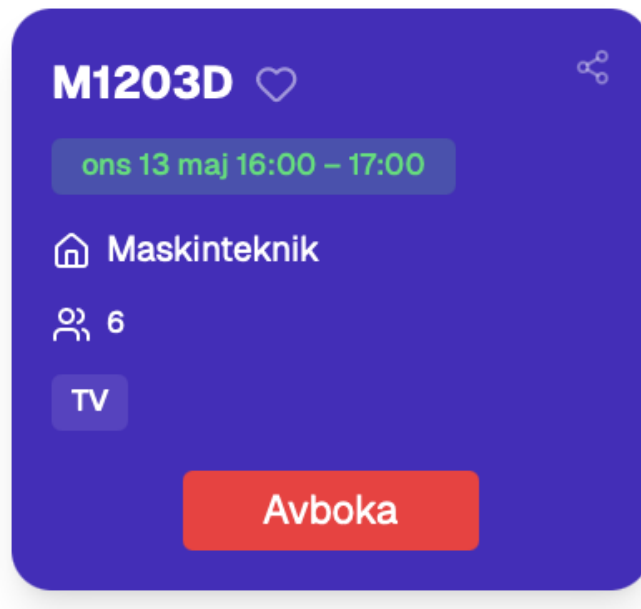 M1203D
ons 13 maj 16:00 – 17:00
Maskinteknik
6
TV
Avboka